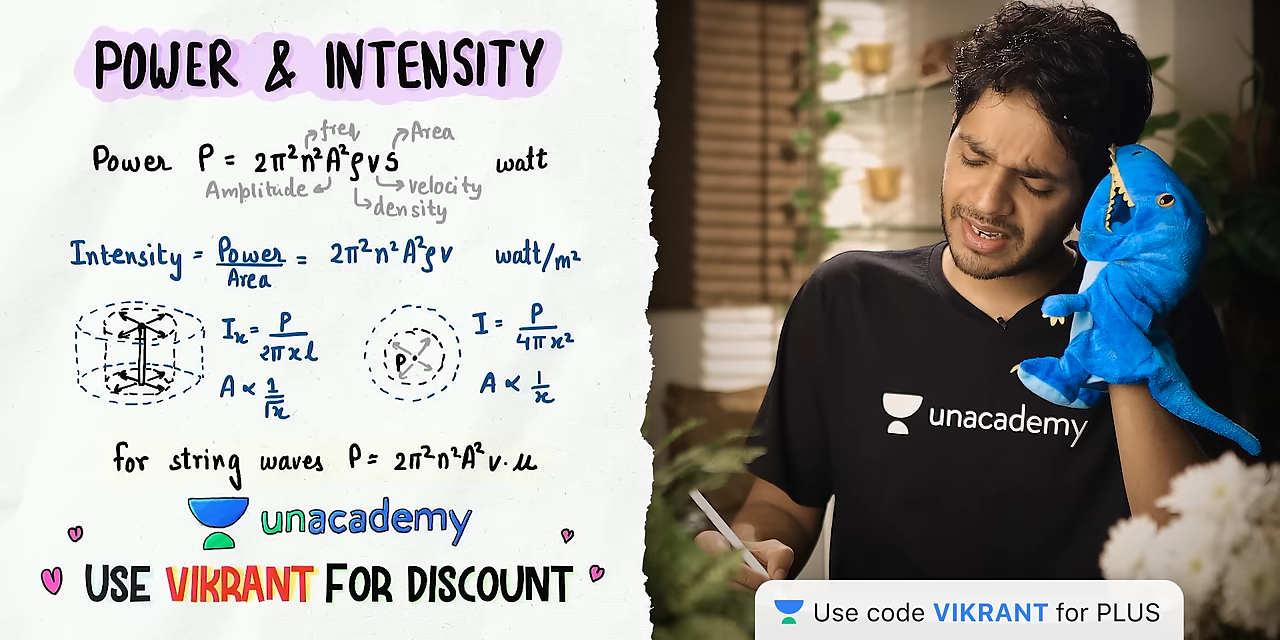 POWER & INTENSITY
freq Area
Power P = 2π²n²A²ρvs watt
Amplitude velocity
density
Intensity = Power/Area = 2π²n²A²ρv watt/m²
Ix = P/2πxl
A ∝ 1/√x
P
I = P/4πx²
A ∝ 1/x
for string waves P = 2π²n²A²v·μ
unacademy
USE VIKRANT FOR DISCOUNT
unacademy
Use code VIKRANT for PLUS